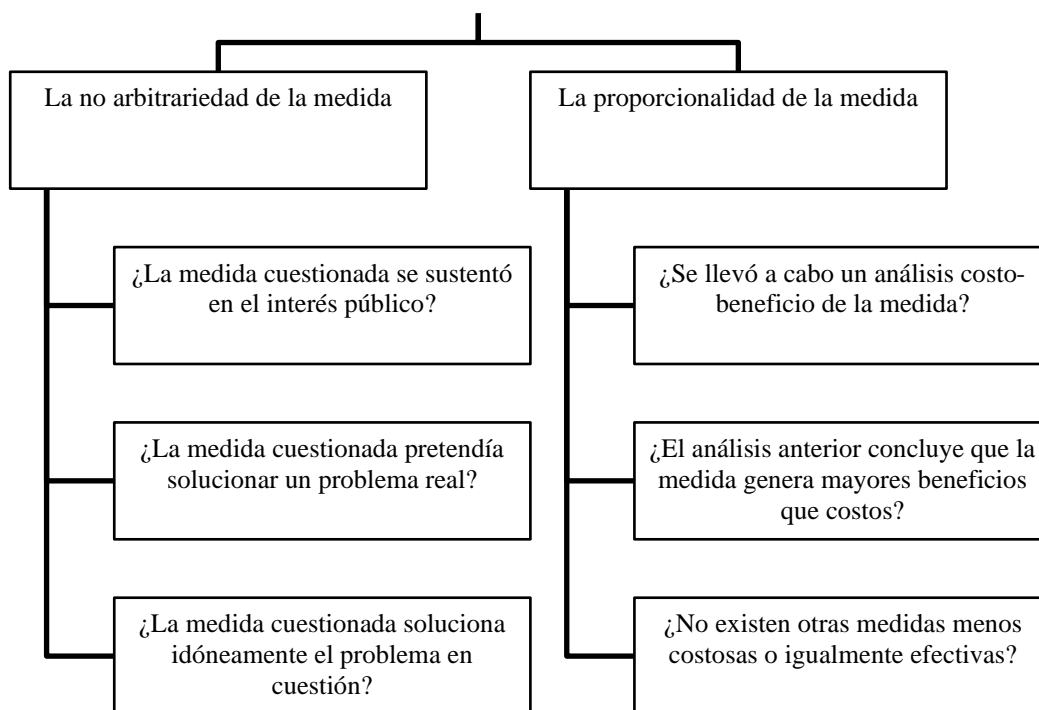 La no arbitrariedad de la medida
¿La medida cuestionada se sustentó
en el interés público?
¿La medida cuestionada pretendía
solucionar un problema real?
¿La medida cuestionada soluciona
idóneamente el problema en
cuestión?
La proporcionalidad de la medida
¿Se llevó a cabo un análisis costo-
beneficio de la medida?
¿El análisis anterior concluye que la
medida genera mayores beneficios
que costos?
¿No existen otras medidas menos
costosas o igualmente efectivas?